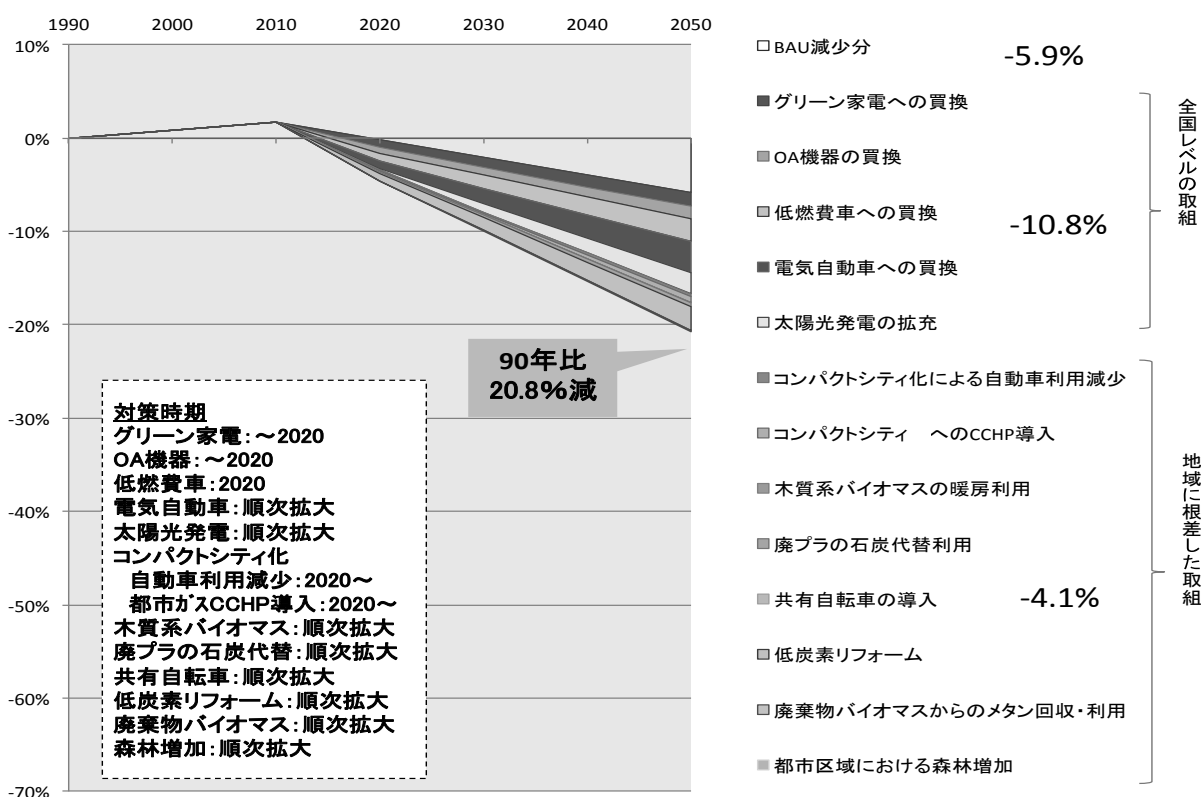 1990 2000 2010 2020 2030 2040 2050
10%
0%
-10%
-20%
-30%
-40%
-50%
-60%
-70%
90年比
20.8%減
対策時期
グリーン家電:～2020
OA機器:～2020
低燃費車:2020
電気自動車:順次拡大
太陽光発電:順次拡大
コンパクトシティ化
自動車利用減少:2020～
都市ガスCCHP導入:2020～
木質系バイオマス:順次拡大
廃プラの石炭代替:順次拡大
共有自転車:順次拡大
低炭素リフォーム:順次拡大
廃棄物バイオマス:順次拡大
森林増加:順次拡大
BAU減少分 -5.9%
グリーン家電への買換
OA機器の買換
低燃費車への買換
-10.8%
電気自動車への買換
太陽光発電の拡充
全国レベルの取組
コンパクトシティ化による自動車利用減少
コンパクトシティ　へのCCHP導入
木質系バイオマスの暖房利用
廃プラの石炭代替利用
共有自転車の導入 -4.1%
低炭素リフォーム
廃棄物バイオマスからのメタン回収・利用
都市区域における森林増加
地域に根差した取組